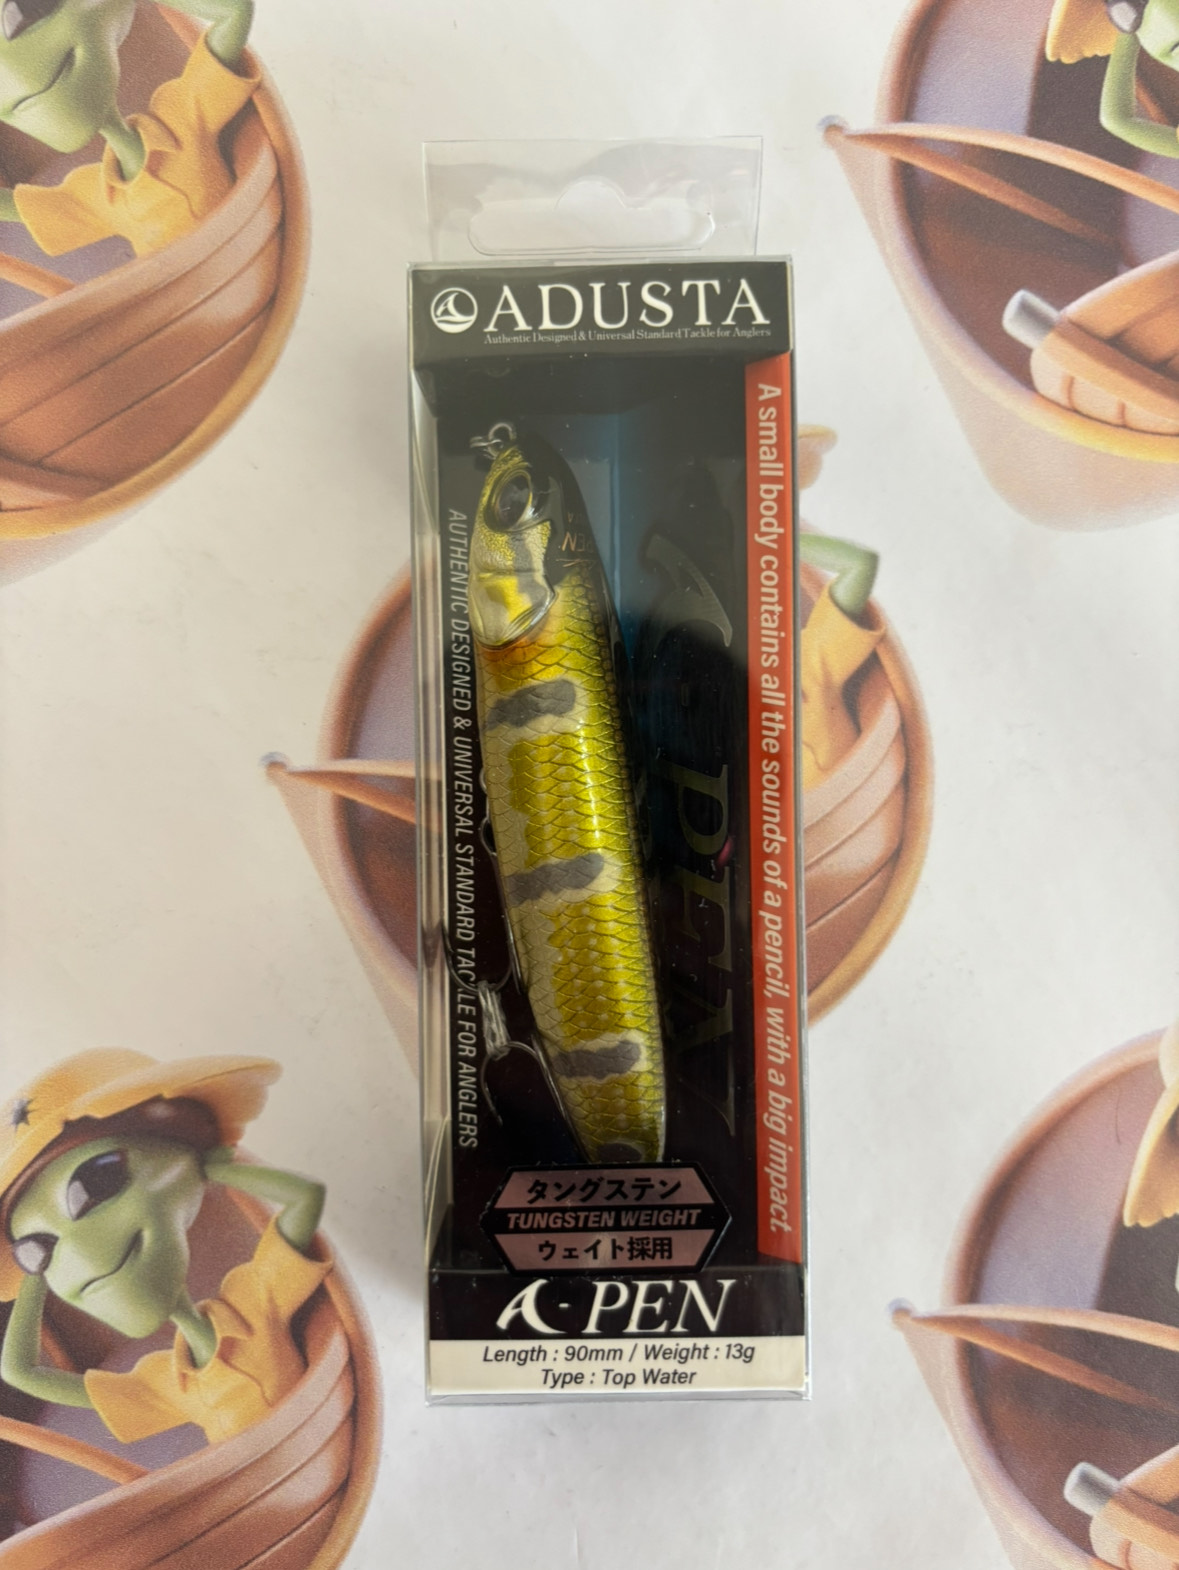 ADUSTA
Authentic Designed & Universal Standard Tackle for Anglers
A small body contains all the sounds of a pencil, with a big impact.
AUTHENTIC DESIGNED & UNIVERSAL STANDARD TACKLE FOR ANGLERS
A-PEN
タングステン
TUNGSTEN WEIGHT
ウェイト採用
A-PEN
Length : 90mm / Weight : 13g
Type : Top Water